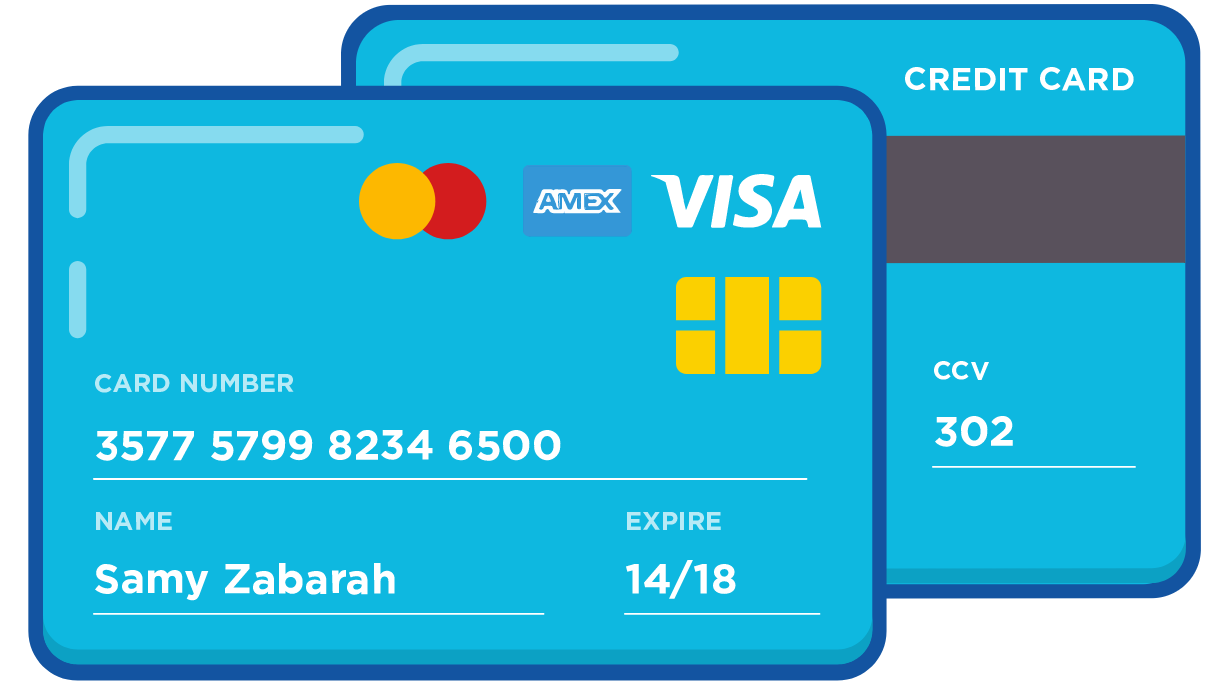 CREDIT CARD
AMEX VISA
CARD NUMBER
3577 5799 8234 6500
NAME
Samy Zabarah
EXPIRE
14/18
CCV
302